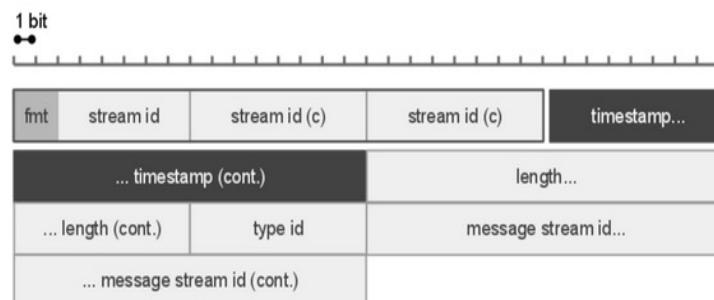 1 bit
fmt stream id stream id (c) stream id (c) timestamp...
... timestamp (cont.) length...
... length (cont.) type id message stream id...
... message stream id (cont.)